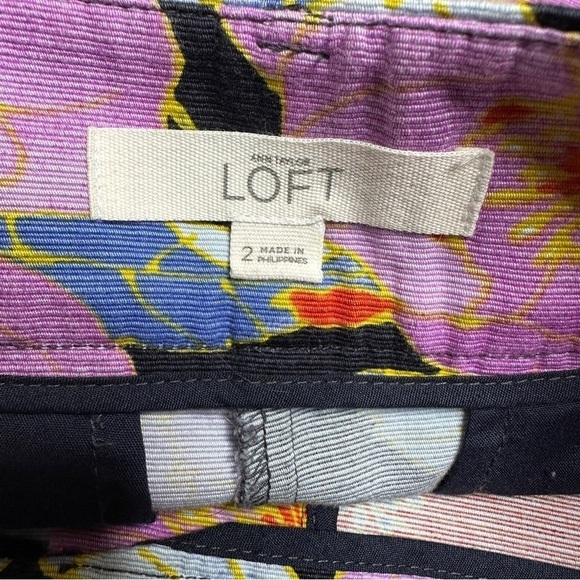 ANN TAYLOR
LOFT
2 MADE IN
PHILIPPINES